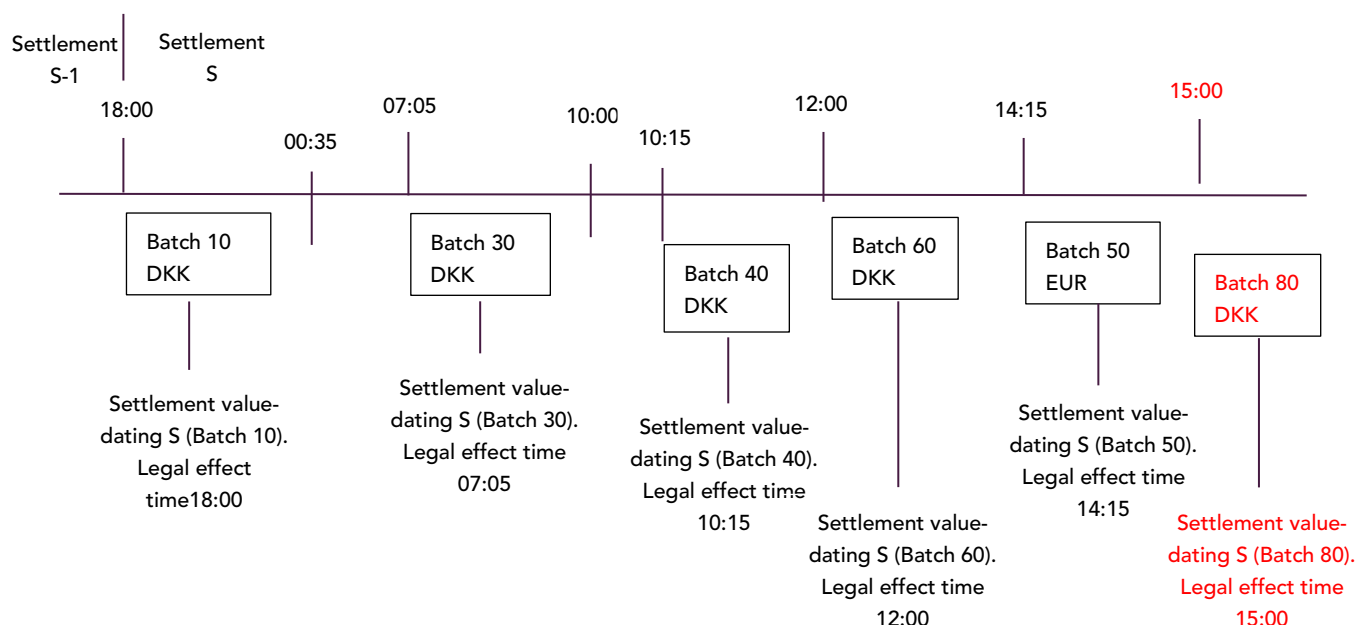 Settlement
S-1
Settlement
S
18:00
00:35
07:05
10:00
10:15
12:00
14:15
15:00
Batch 10
DKK
Batch 30
DKK
Batch 40
DKK
Batch 60
DKK
Batch 50
EUR
Batch 80
DKK
Settlement value-
dating S (Batch 10).
Legal effect
time18:00
Settlement value-
dating S (Batch 30).
Legal effect time
07:05
Settlement value-
dating S (Batch 40).
Legal effect time
10:15
Settlement value-
dating S (Batch 60).
Legal effect time
12:00
Settlement value-
dating S (Batch 50).
Legal effect time
14:15
Settlement value-
dating S (Batch 80).
Legal effect time
15:00